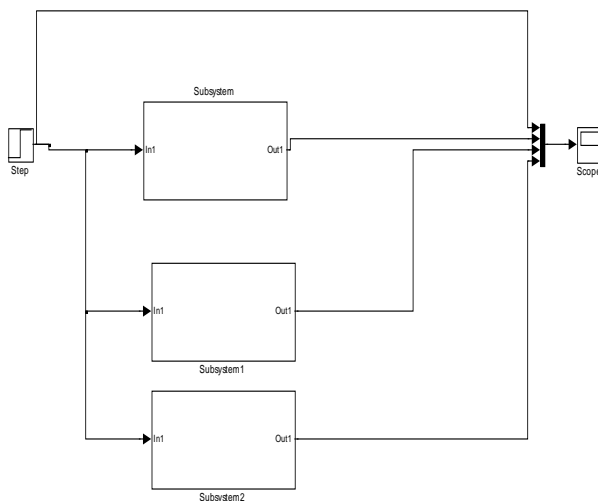 Subsystem
In1
Out1
Step
Scope
In1
Out1
Subsystem1
In1
Out1
Subsystem2